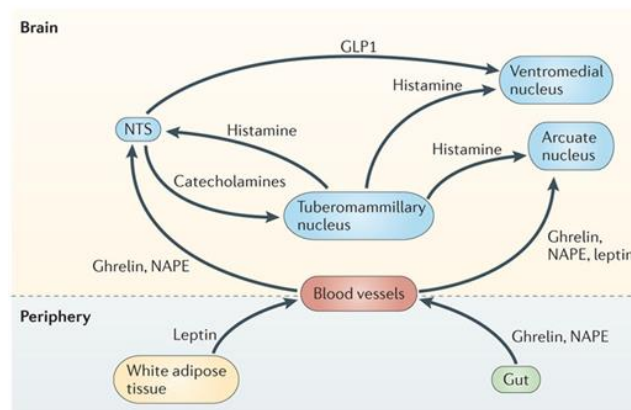 Brain
GLP1
Ventromedial
nucleus
Histamine
NTS
Histamine
Arcuate
nucleus
Histamine
Catecholamines
Tuberomammillary
nucleus
Ghrelin, NAPE
Ghrelin,
NAPE, leptin
Blood vessels
Periphery
Leptin
Ghrelin, NAPE
White adipose
tissue
Gut